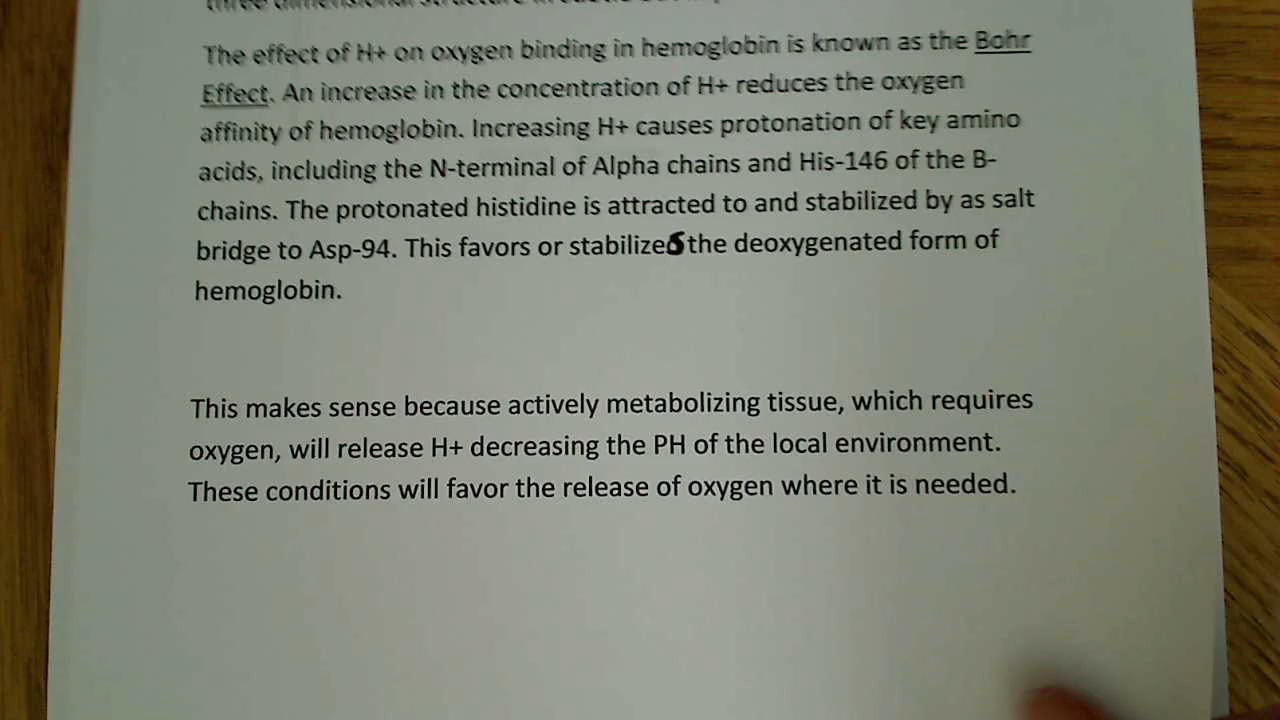 The effect of H+ on oxygen binding in hemoglobin is known as the Bohr
Effect. An increase in the concentration of H+ reduces the oxygen
affinity of hemoglobin. Increasing H+ causes protonation of key amino
acids, including the N-terminal of Alpha chains and His-146 of the B-
chains. The protonated histidine is attracted to and stabilized by as salt
bridge to Asp-94. This favors or stabilizes the deoxygenated form of
hemoglobin.
This makes sense because actively metabolizing tissue, which requires
oxygen, will release H+ decreasing the PH of the local environment.
These conditions will favor the release of oxygen where it is needed.